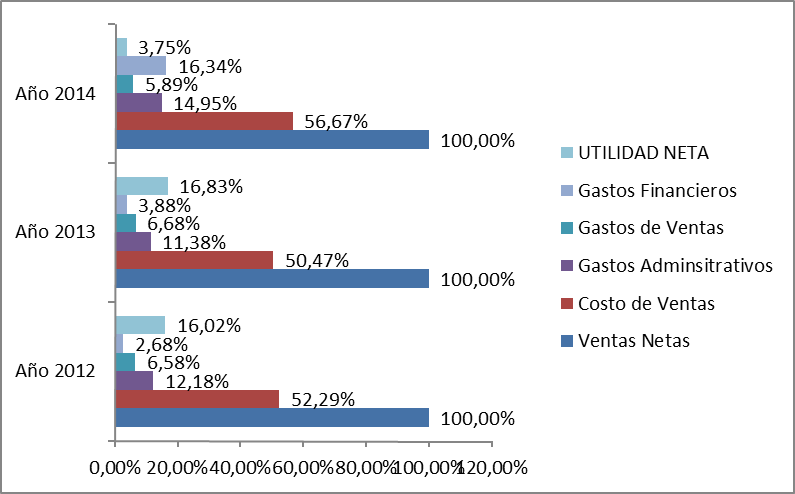 Año 2014
3,75%
16,34%
5,89%
14,95%
56,67%
100,00%
Año 2013
16,83%
3,88%
6,68%
11,38%
50,47%
100,00%
Año 2012
16,02%
2,68%
6,58%
12,18%
52,29%
100,00%
0,00% 20,00% 40,00% 60,00% 80,00% 100,00% 120,00%
UTILIDAD NETA
Gastos Financieros
Gastos de Ventas
Gastos Adminsitrativos
Costo de Ventas
Ventas Netas